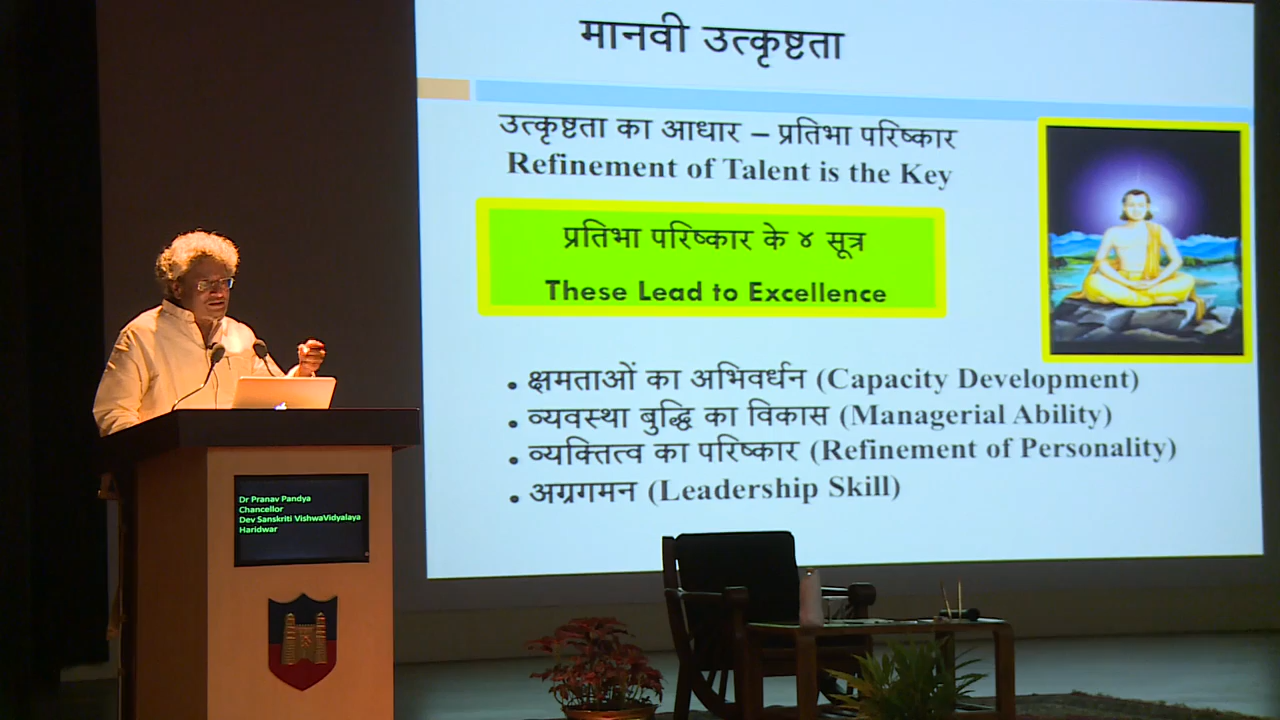 मानवी उत्कृष्टता
उत्कृष्टता का आधार – प्रतिभा परिष्कार
Refinement of Talent is the Key
प्रतिभा परिष्कार के ४ सूत्र
These Lead to Excellence
• क्षमताओं का अभिवर्धन (Capacity Development)
• व्यवस्था बुद्धि का विकास (Managerial Ability)
• व्यक्तित्व का परिष्कार (Refinement of Personality)
• अग्रगमन (Leadership Skill)
Dr Pranav Pandya
Chancellor
Dev Sanskriti VishwaVidyalaya
Haridwar